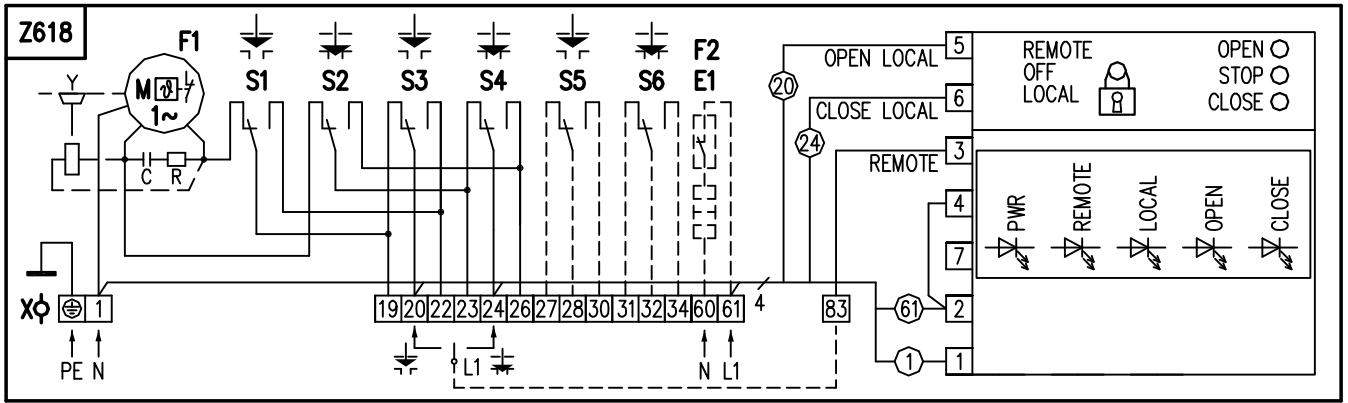 Z618
F1
S1 S2 S3 S4 S5 S6
F2
E1
Y
M ϑ
1~
C R
5 OPEN LOCAL
20
6 CLOSE LOCAL
24
3 REMOTE
4
7
2
1
61
1
REMOTE
OFF
LOCAL
OPEN
STOP
CLOSE
PWR
REMOTE
LOCAL
OPEN
CLOSE
X
1
19 20 22 23 24 26 27 28 30 31 32 34 60 61
4
83
PE N
L1
N L1